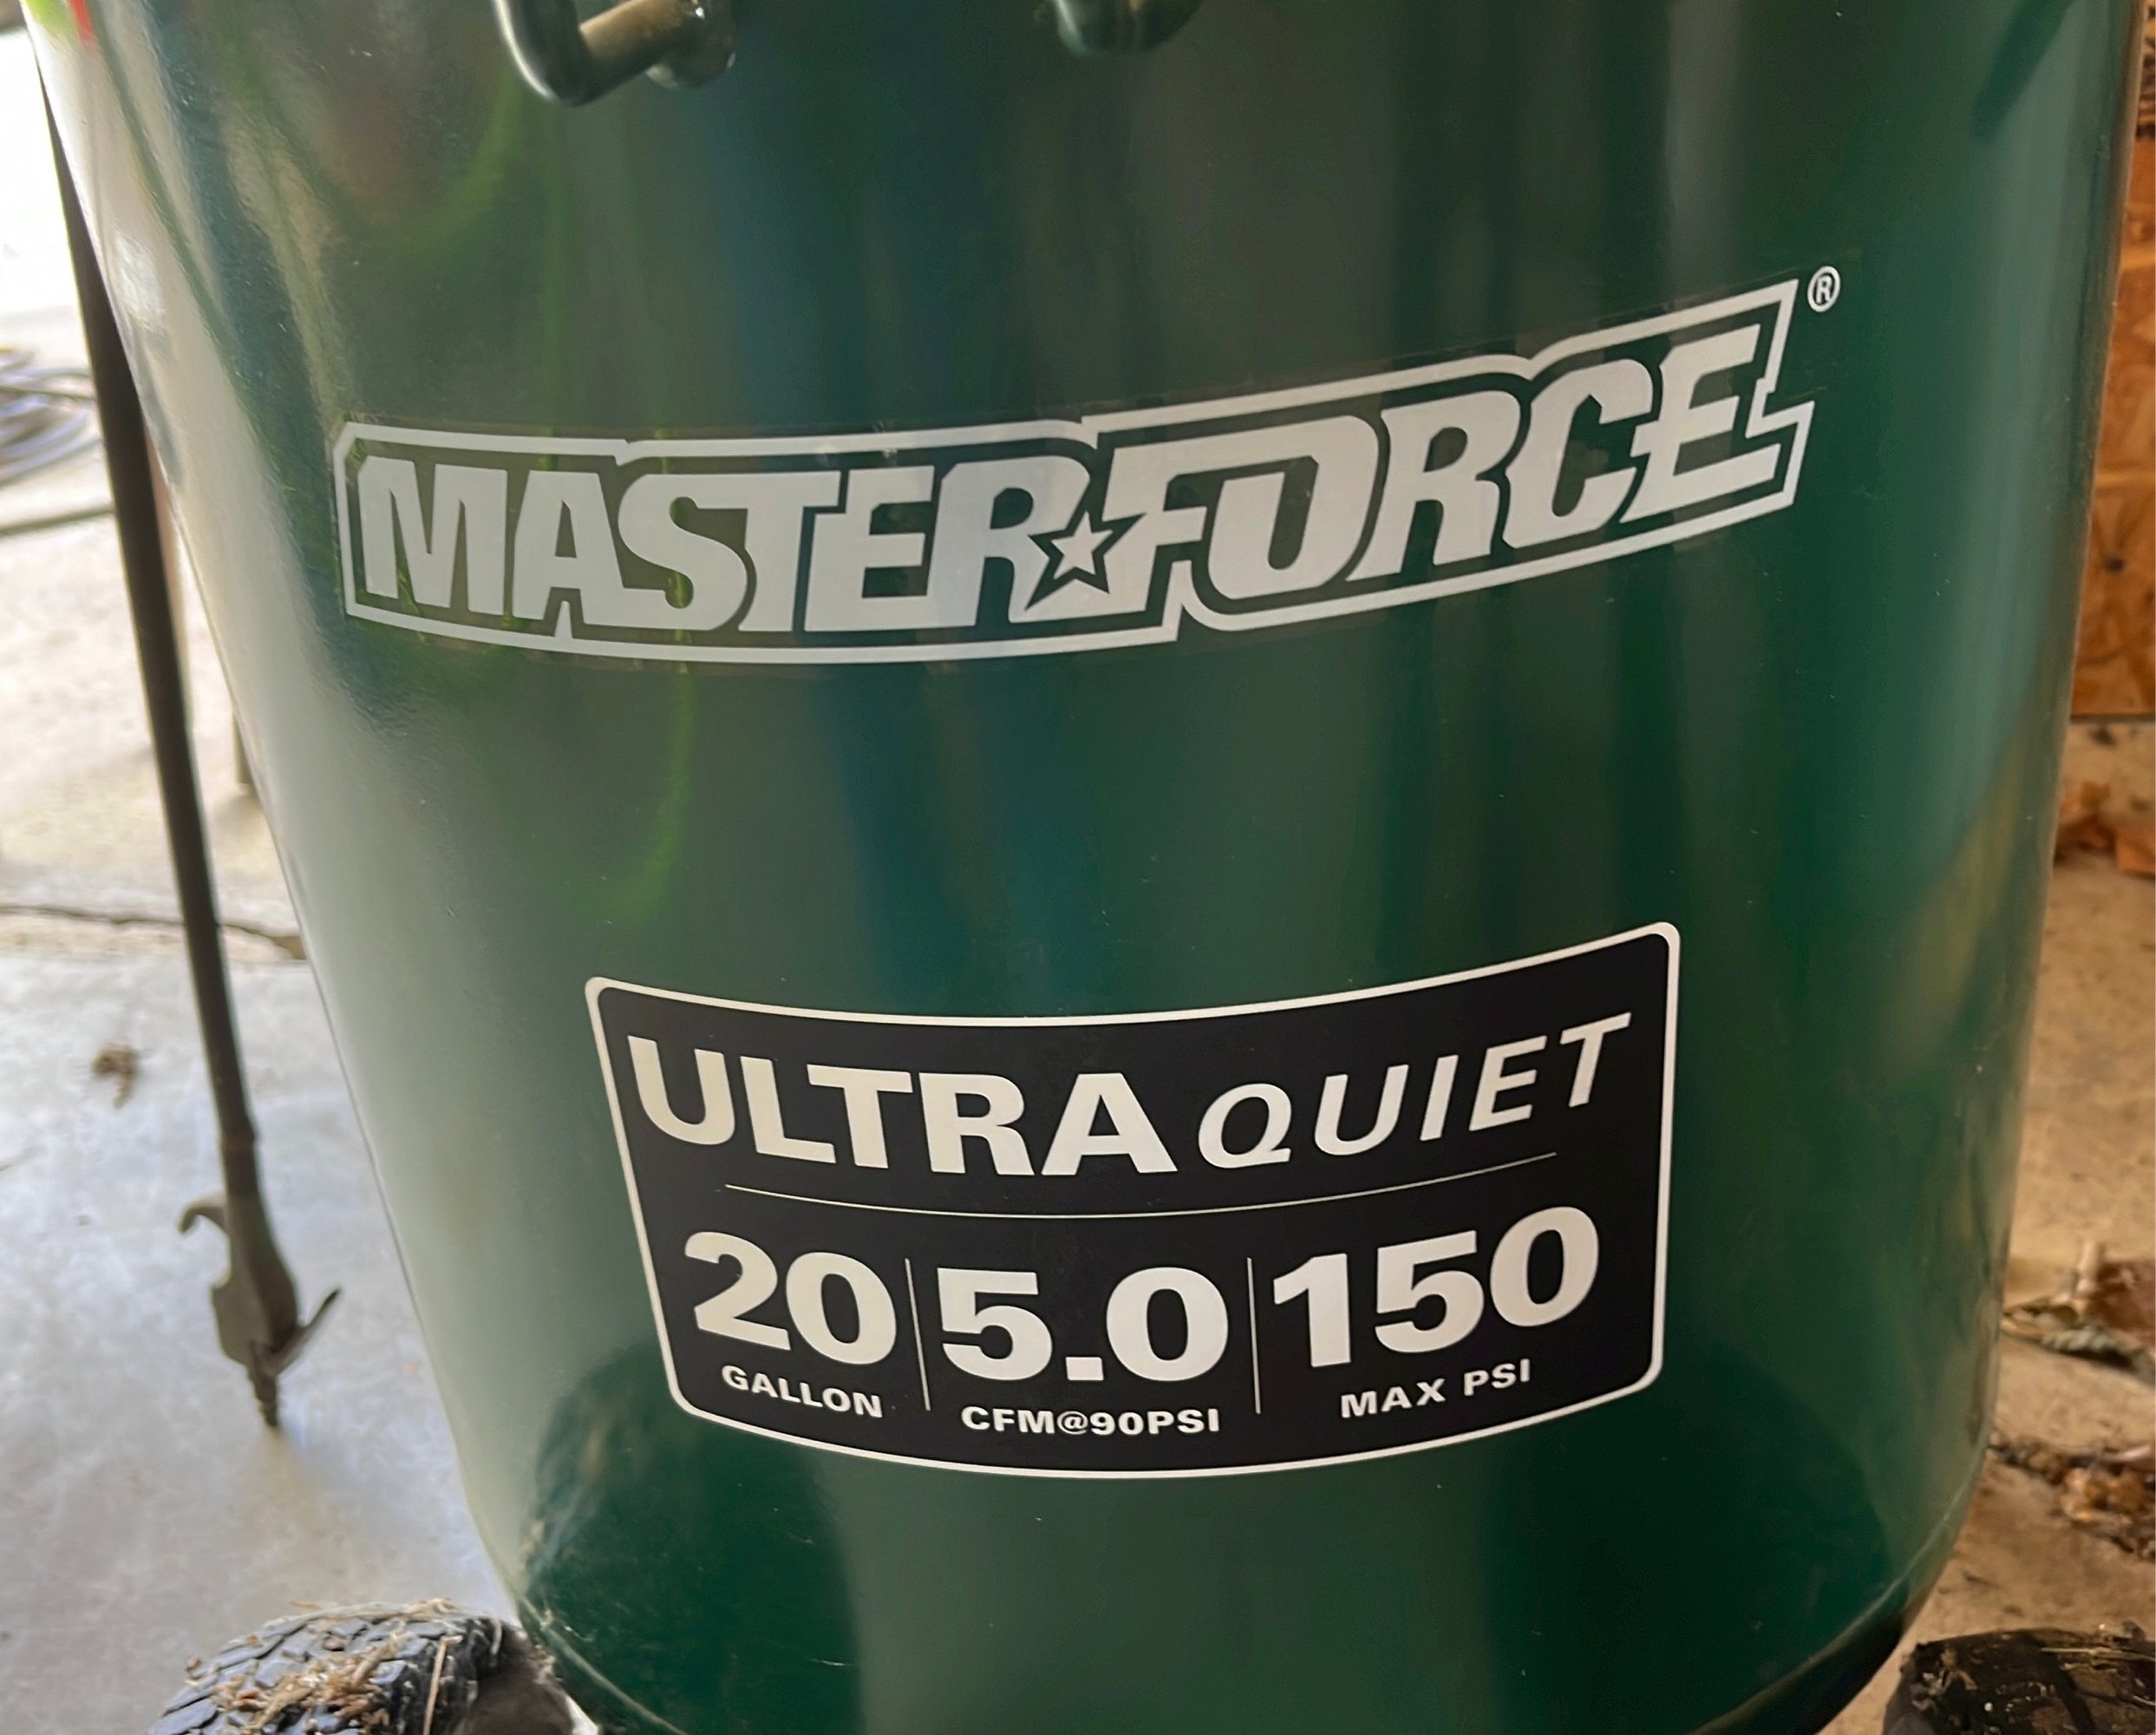 MASTERFORCE®
ULTRA QUIET
20 5.0 150
GALLON CFM@90PSI MAX PSI